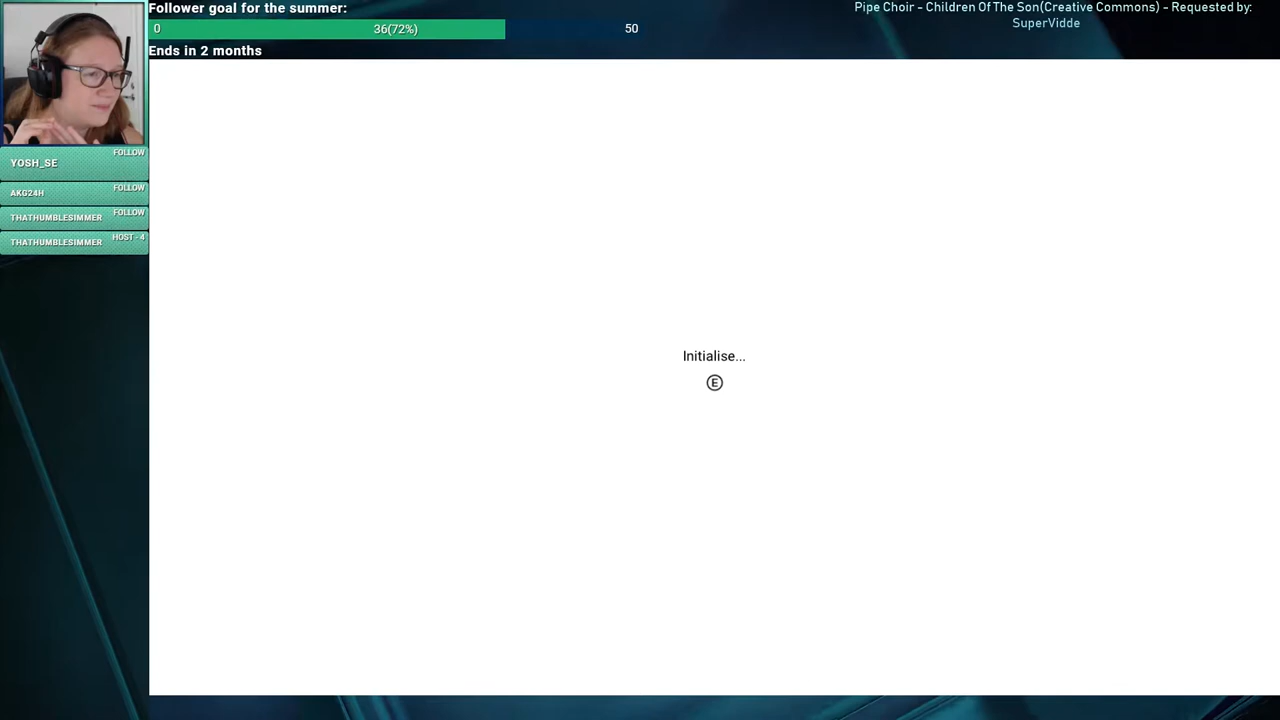 Follower goal for the summer:
0 36(72%) 50
Ends in 2 months
Pipe Choir - Children Of The Son(Creative Commons) - Requested by:
SuperVidde
YOSH_SE FOLLOW
AKG24H FOLLOW
THATHUMBLESIMMER FOLLOW
THATHUMBLESIMMER HOST - 4
Initialise...
E